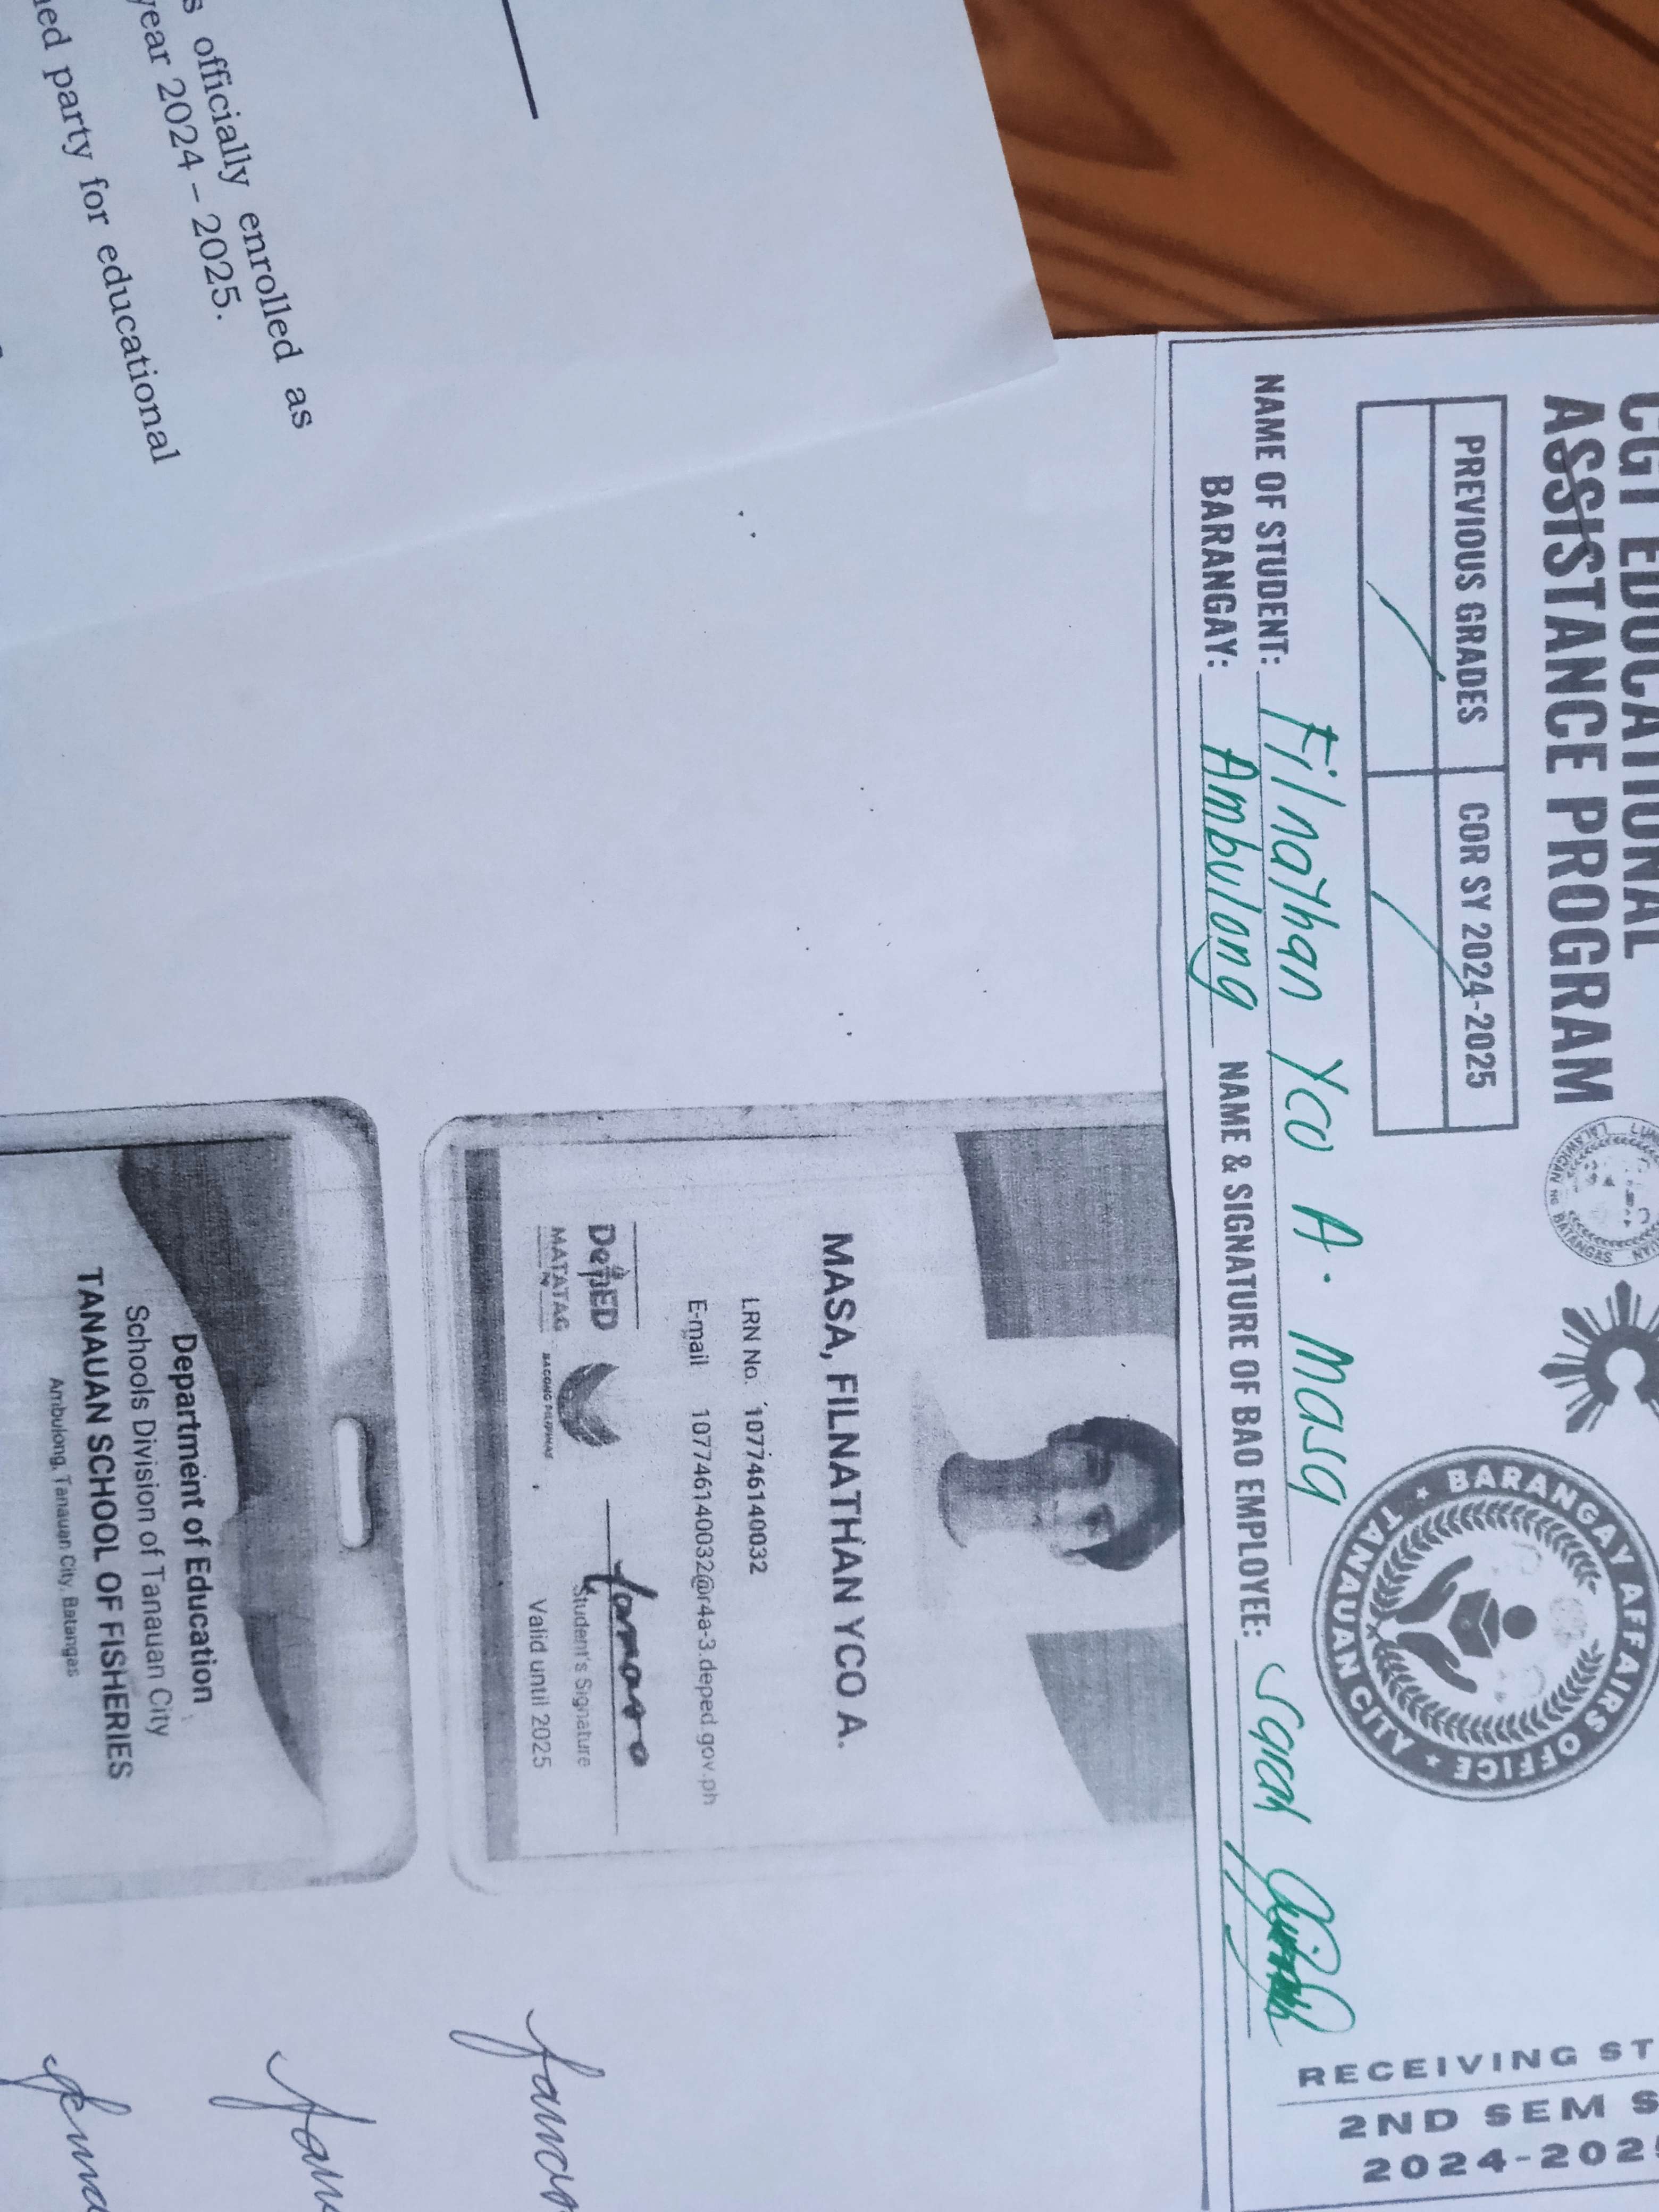 s officially enrolled as
year 2024 – 2025.
ed party for educational
CGT EDUCATIONAL
ASSISTANCE PROGRAM
PREVIOUS GRADES
COR SY 2024-2025
NAME OF STUDENT: Filnathan Yco A. Masa
BARANGAY: Ambulong
NAME & SIGNATURE OF BAO EMPLOYEE: Sarah
LALAWIGAN NG BATANGAS
BARANGAY AFFAIRS OFFICE
TANAUAN CITY
RECEIVING ST
2ND SEM S
2024-202
MASA, FILNATHAN YCO A.
LRN No. 107746140032
E-mail 107746140032@r4a-3.deped.gov.ph
DepED
MATATAG
BAGONG PILIPINAS
Student's Signature
Valid until 2025
Department of Education
Schools Division of Tanauan City
TANAUAN SCHOOL OF FISHERIES
Ambulong, Tanauan City, Batangas